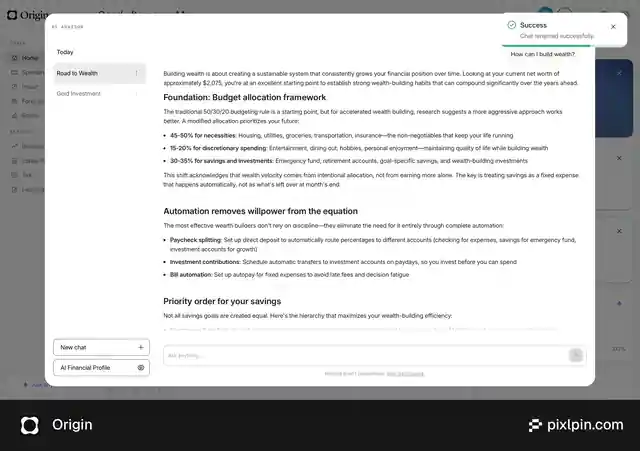 Origin
Success
Chat renamed successfully.
Today
Road to Wealth
Gold Investment
How can I build wealth?
Building wealth is about creating a sustainable system that consistently grows your financial position over time. Looking at your current net worth of
approximately $2,075, you're at an excellent starting point to establish strong wealth-building habits that can compound significantly over the years ahead.
Foundation: Budget allocation framework
The traditional 50/30/20 budgeting rule is a starting point, but for accelerated wealth building, research suggests a more aggressive approach works
better. A modified allocation prioritizes your future:
• 45-50% for necessities: Housing, utilities, groceries, transportation, insurance—the non-negotiables that keep your life running
• 15-20% for discretionary spending: Entertainment, dining out, hobbies, personal enjoyment—maintaining quality of life while building wealth
• 30-35% for savings and investments: Emergency fund, retirement accounts, goal-specific savings, and wealth-building investments
This shift acknowledges that wealth velocity comes from intentional allocation, not from earning more alone. The key is treating savings as a fixed expense
that happens automatically, not as what's left over at month's end.
Automation removes willpower from the equation
The most effective wealth builders don't rely on discipline—they eliminate the need for it entirely through complete automation:
• Paycheck splitting: Set up direct deposit to automatically route percentages to different accounts (checking for expenses, savings for emergency fund,
investment accounts for growth)
• Investment contributions: Schedule automatic transfers to investment accounts on paydays, so you invest before you can spend
• Bill automation: Set up autopay for fixed expenses to avoid late fees and decision fatigue
Priority order for your savings
Not all savings goals are created equal. Here's the hierarchy that maximizes your wealth-building efficiency:
New chat
AI Financial Profile
Ask anything...
Home
Origin
pixlpin.com